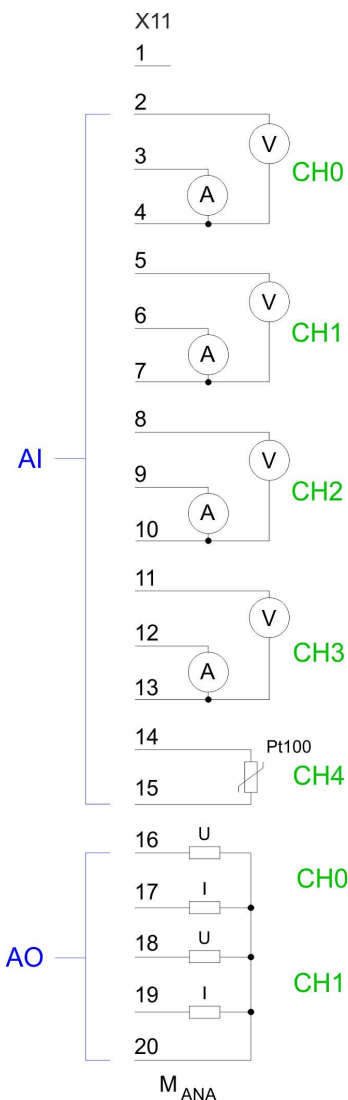 X11
1
2
V
CH0
3
A
4
5
V
CH1
6
A
7
8
V
AI
CH2
9
A
10
11
V
CH3
12
A
13
14
Pt100
CH4
15
16
U
CH0
17
I
18
U
AO
CH1
19
I
20
M ANA